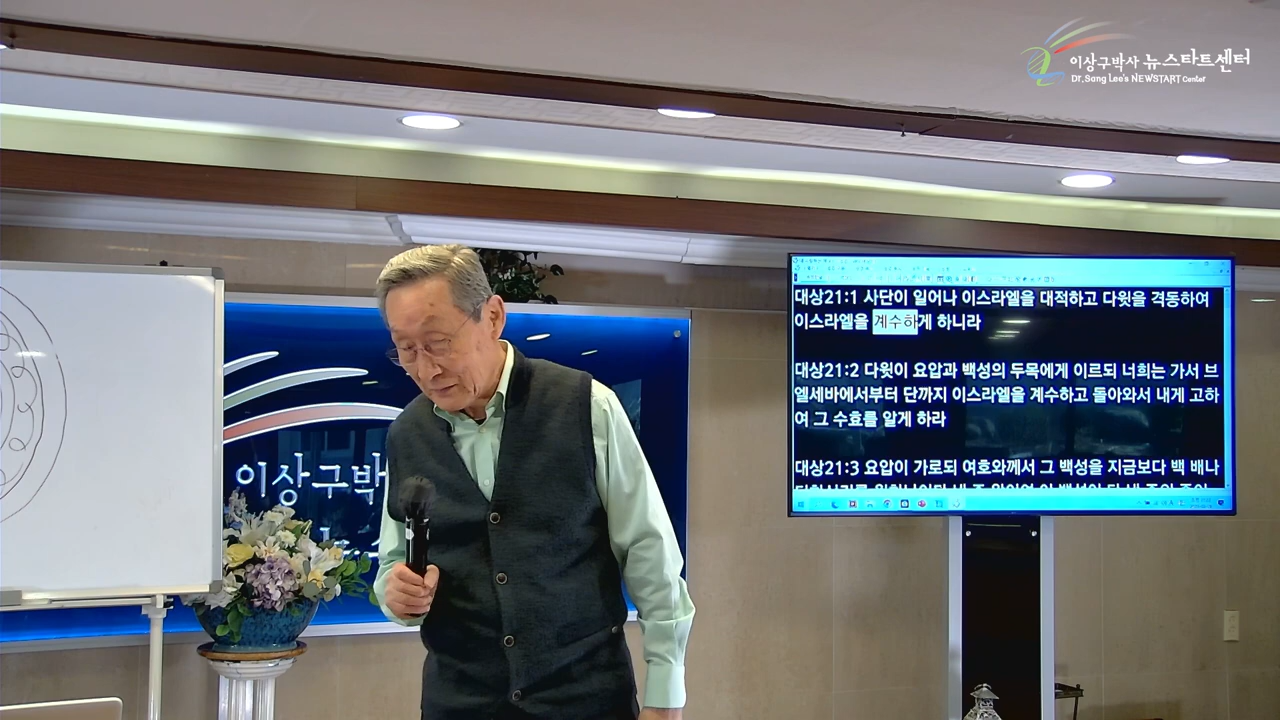 이상구박사 뉴스타트센터
Dr. Sang Lee's NEWSTART Center
대상21:1 사단이 일어나 이스라엘을 대적하고 다윗을 격동하여
이스라엘을 계수하게 하니라
대상21:2 다윗이 요압과 백성의 두목에게 이르되 너희는 가서 브
엘세바에서부터 단까지 이스라엘을 계수하고 돌아와서 내게 고하
여 그 수효를 알게 하라
대상21:3 요압이 가로되 여호와께서 그 백성을 지금보다 백 배나
이상구박